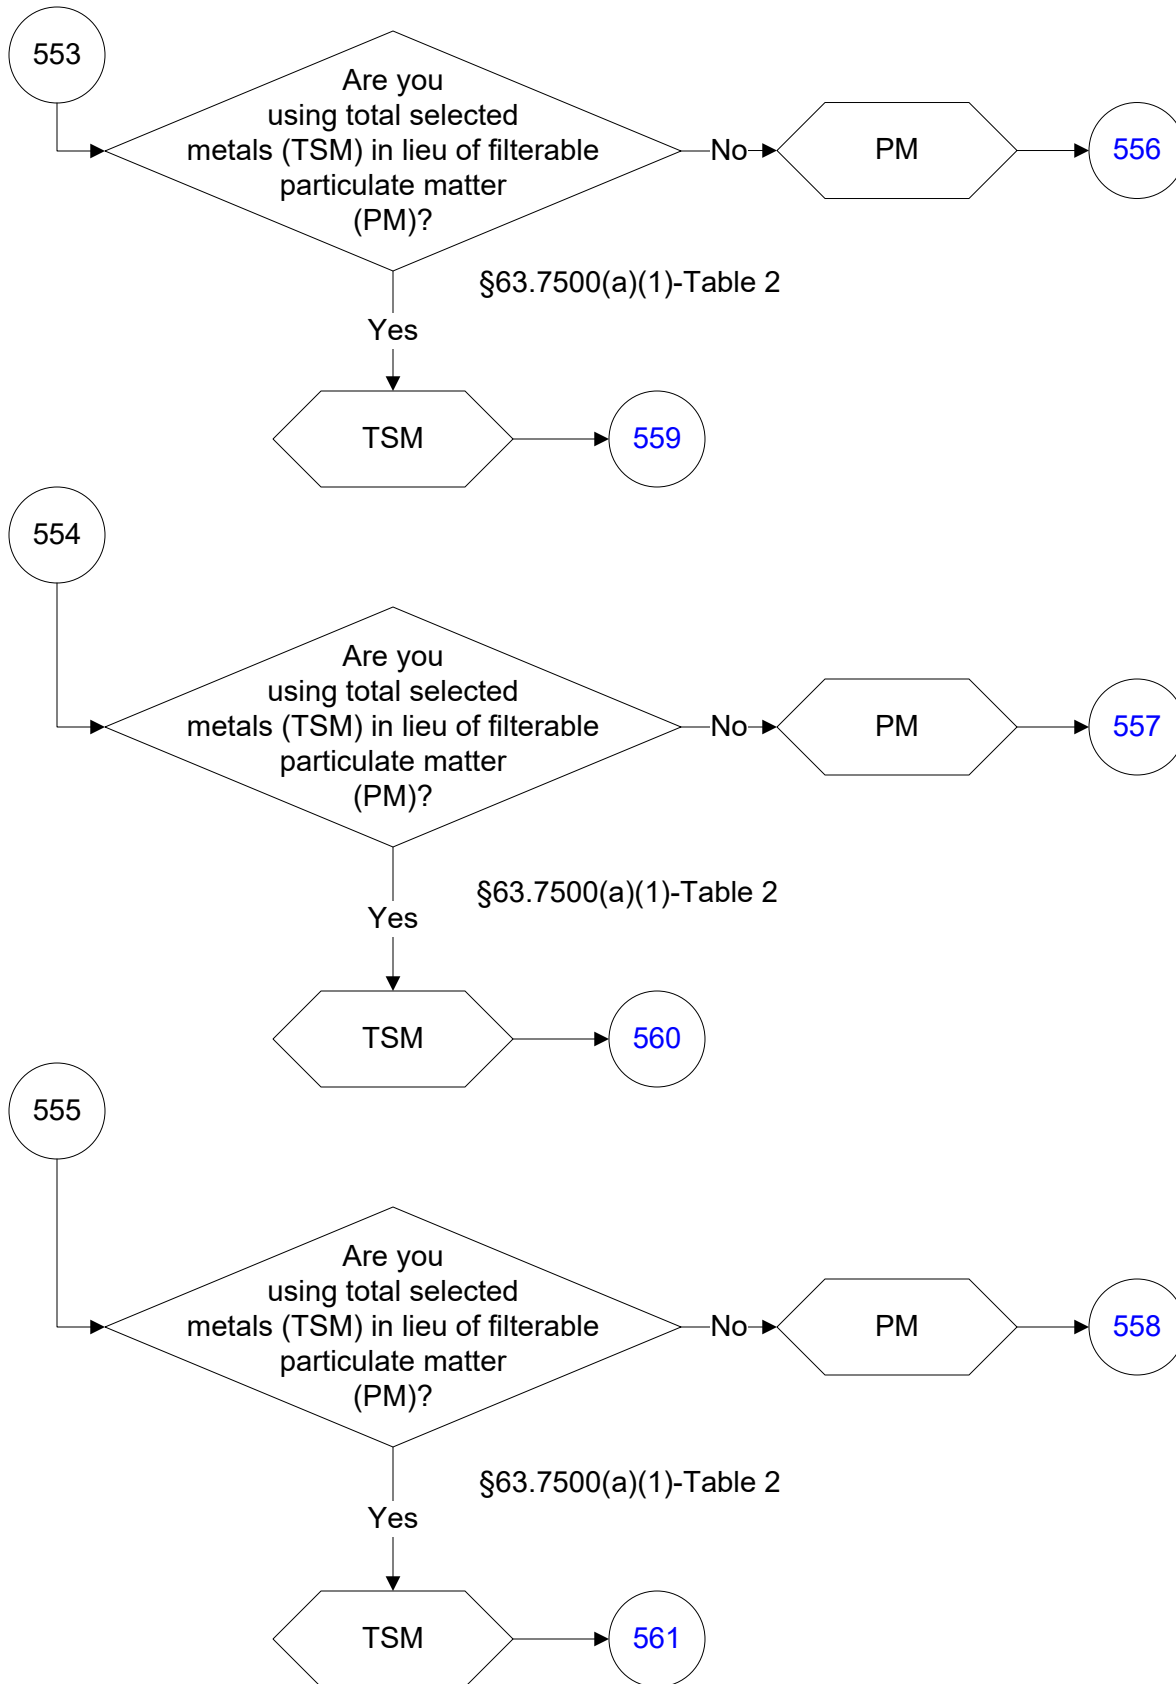 553
Are you
using total selected
metals (TSM) in lieu of filterable
particulate matter
(PM)?
No
PM
556
§63.7500(a)(1)-Table 2
Yes
TSM
559
554
Are you
using total selected
metals (TSM) in lieu of filterable
particulate matter
(PM)?
No
PM
557
§63.7500(a)(1)-Table 2
Yes
TSM
560
555
Are you
using total selected
metals (TSM) in lieu of filterable
particulate matter
(PM)?
No
PM
558
§63.7500(a)(1)-Table 2
Yes
TSM
561